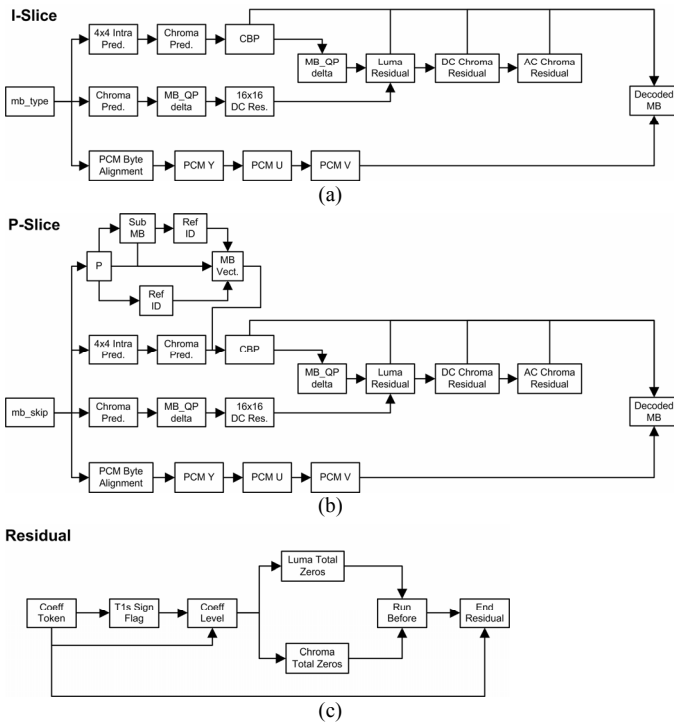 I-Slice
4x4 Intra
Pred.
Chroma
Pred.
CBP
MB_QP
delta
Luma
Residual
DC Chroma
Residual
AC Chroma
Residual
mb_type
Chroma
Pred.
MB_QP
delta
16x16
DC Res.
Decoded
MB
PCM Byte
Alignment
PCM Y
PCM U
PCM V
(a)
P-Slice
Sub
MB
Ref
ID
P
MB
Vect.
Ref
ID
4x4 Intra
Pred.
Chroma
Pred.
CBP
MB_QP
delta
Luma
Residual
DC Chroma
Residual
AC Chroma
Residual
mb_skip
Chroma
Pred.
MB_QP
delta
16x16
DC Res.
Decoded
MB
PCM Byte
Alignment
PCM Y
PCM U
PCM V
(b)
Residual
Luma Total
Zeros
Coeff
Token
T1s Sign
Flag
Coeff
Level
Run
Before
End
Residual
Chroma
Total Zeros
(c)